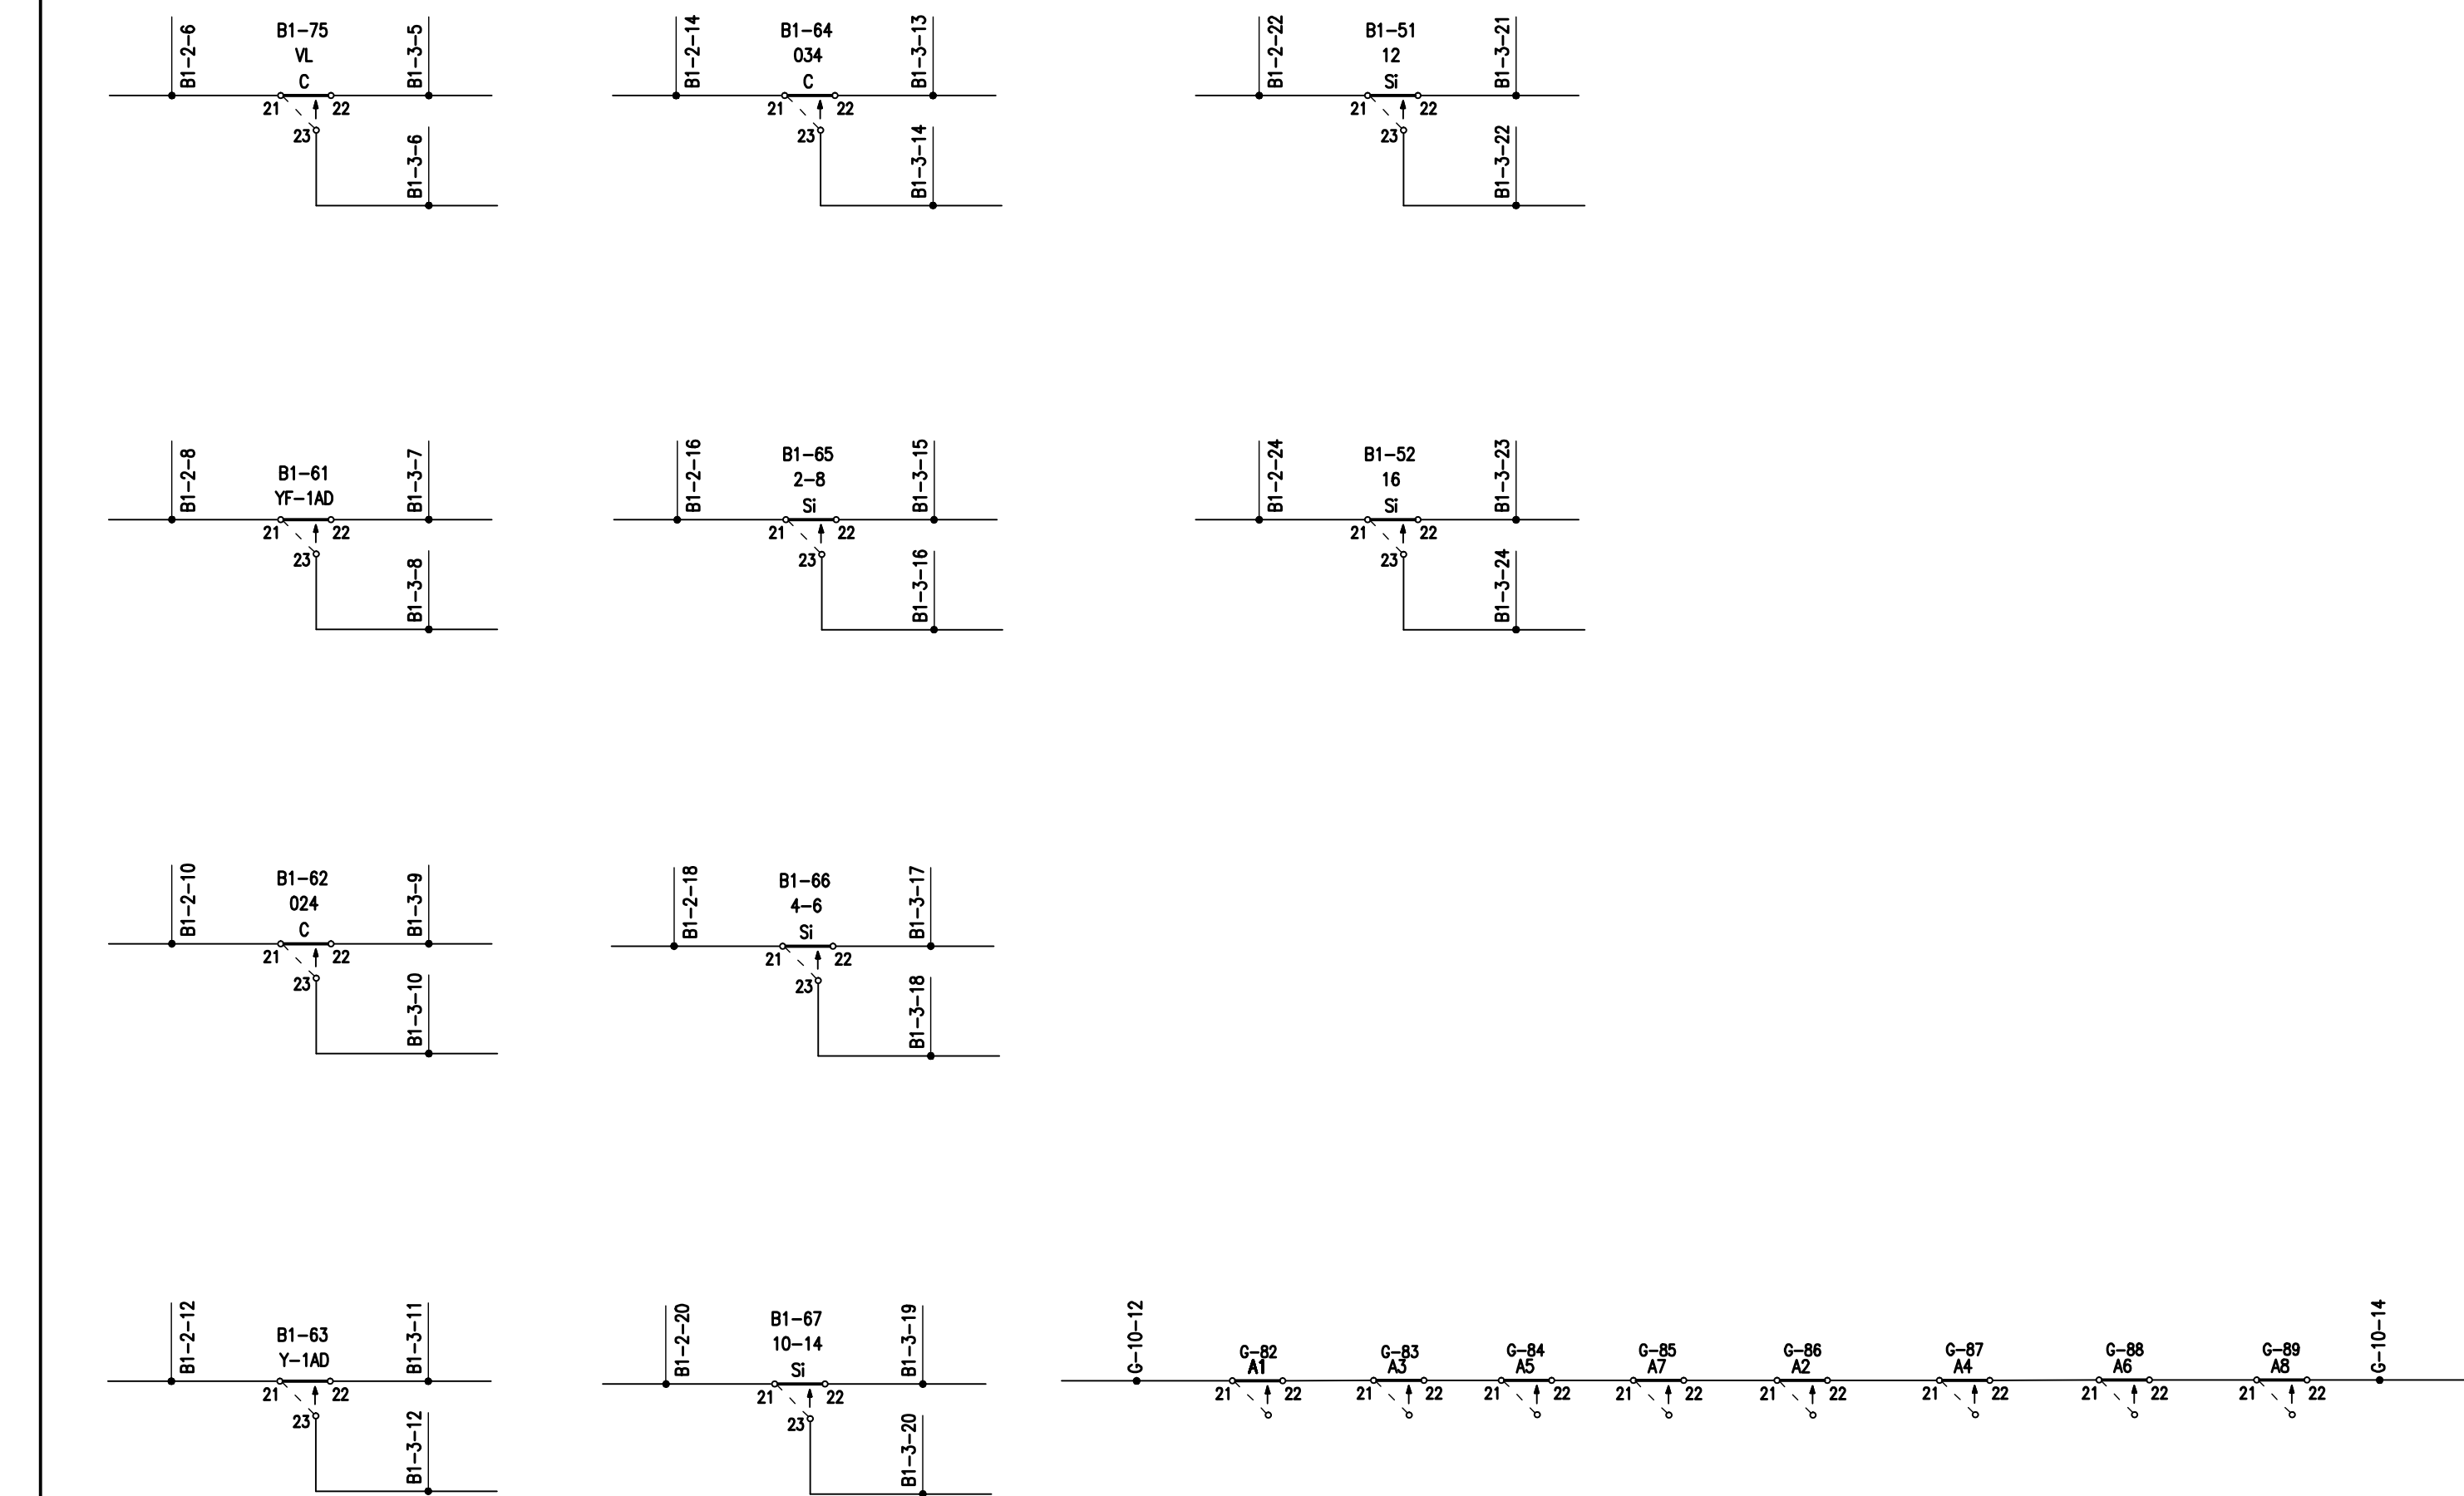 B1-2-6
B1-75
VL
C
B1-3-5
21
22
23
B1-3-6
B1-2-14
B1-64
034
C
B1-3-13
21
22
23
B1-3-14
B1-2-22
B1-51
12
Si
B1-3-21
21
22
23
B1-3-22
B1-2-8
B1-61
YF-1AD
B1-3-7
21
22
23
B1-3-8
B1-2-16
B1-65
2-8
Si
B1-3-15
21
22
23
B1-3-16
B1-2-24
B1-52
16
Si
B1-3-23
21
22
23
B1-3-24
B1-2-10
B1-62
024
C
B1-3-9
21
22
23
B1-3-10
B1-2-18
B1-66
4-6
Si
B1-3-17
21
22
23
B1-3-18
B1-2-12
B1-63
Y-1AD
B1-3-11
21
22
23
B1-3-12
B1-2-20
B1-67
10-14
Si
B1-3-19
21
22
23
B1-3-20
G-10-12
G-82
A1
21
22
G-83
A3
21
22
G-84
A5
21
22
G-85
A7
21
22
G-86
A2
21
22
G-87
A4
21
22
G-88
A6
21
22
G-89
A8
21
22
G-10-14